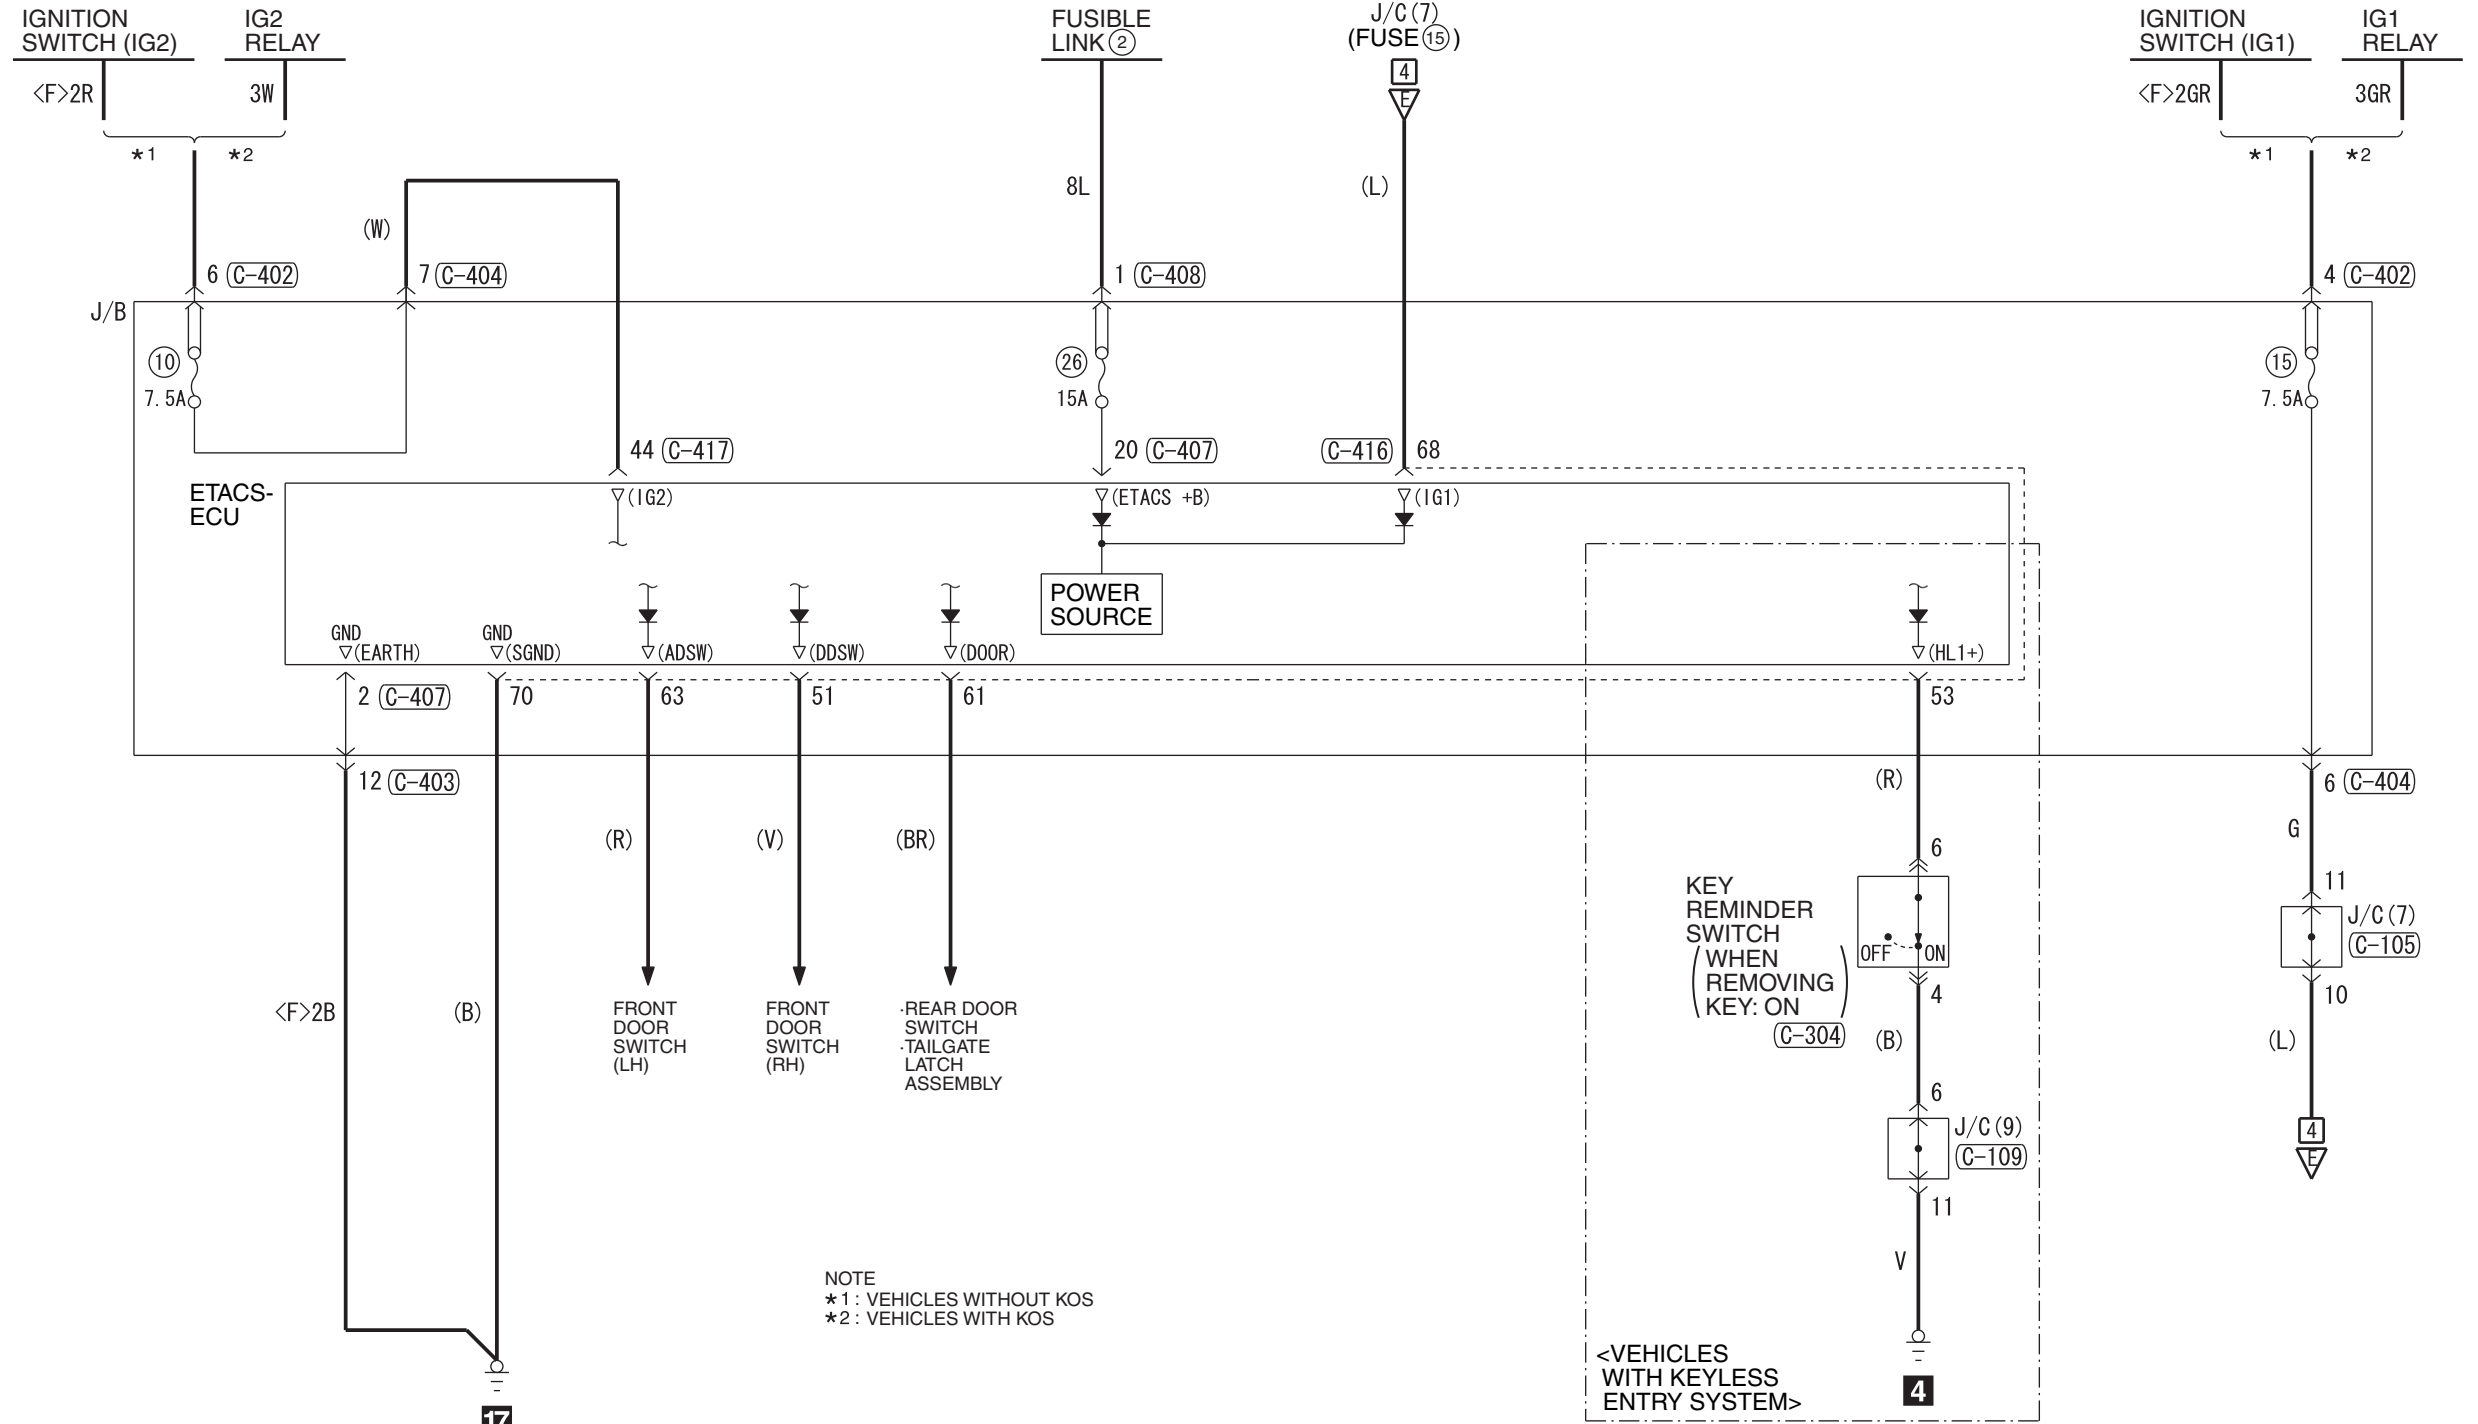 IGNITION
SWITCH (IG2)
IG2
RELAY
FUSIBLE
LINK ②
J/C(7)
(FUSE⑮)
IGNITION
SWITCH (IG1)
IG1
RELAY
<F>2R
3W
4
E
<F>2GR
3GR
*1
*2
*1
*2
8L
(L)
(W)
6 (C-402)
7 (C-404)
1 (C-408)
4 (C-402)
J/B
⑩
7.5A
㉖
15A
⑮
7.5A
44 (C-417)
20 (C-407)
(C-416) 68
ETACS-
ECU
(IG2)
(ETACS +B)
(IG1)
POWER
SOURCE
GND
(EARTH)
GND
(SGND)
(ADSW)
(DDSW)
(DOOR)
(HL1+)
2 (C-407)
70
63
51
61
53
12 (C-403)
6 (C-404)
(R)
(R)
(V)
(BR)
G
6
11
KEY
REMINDER
SWITCH
(WHEN
REMOVING
KEY: ON)
(C-304)
OFF
ON
J/C(7)
(C-105)
4
10
<F>2B
(B)
FRONT
DOOR
SWITCH
(LH)
FRONT
DOOR
SWITCH
(RH)
·REAR DOOR
SWITCH
·TAILGATE
LATCH
ASSEMBLY
(B)
(L)
6
J/C(9)
(C-109)
4
E
11
V
NOTE
*1: VEHICLES WITHOUT KOS
*2: VEHICLES WITH KOS
<VEHICLES
WITH KEYLESS
ENTRY SYSTEM>
4
17